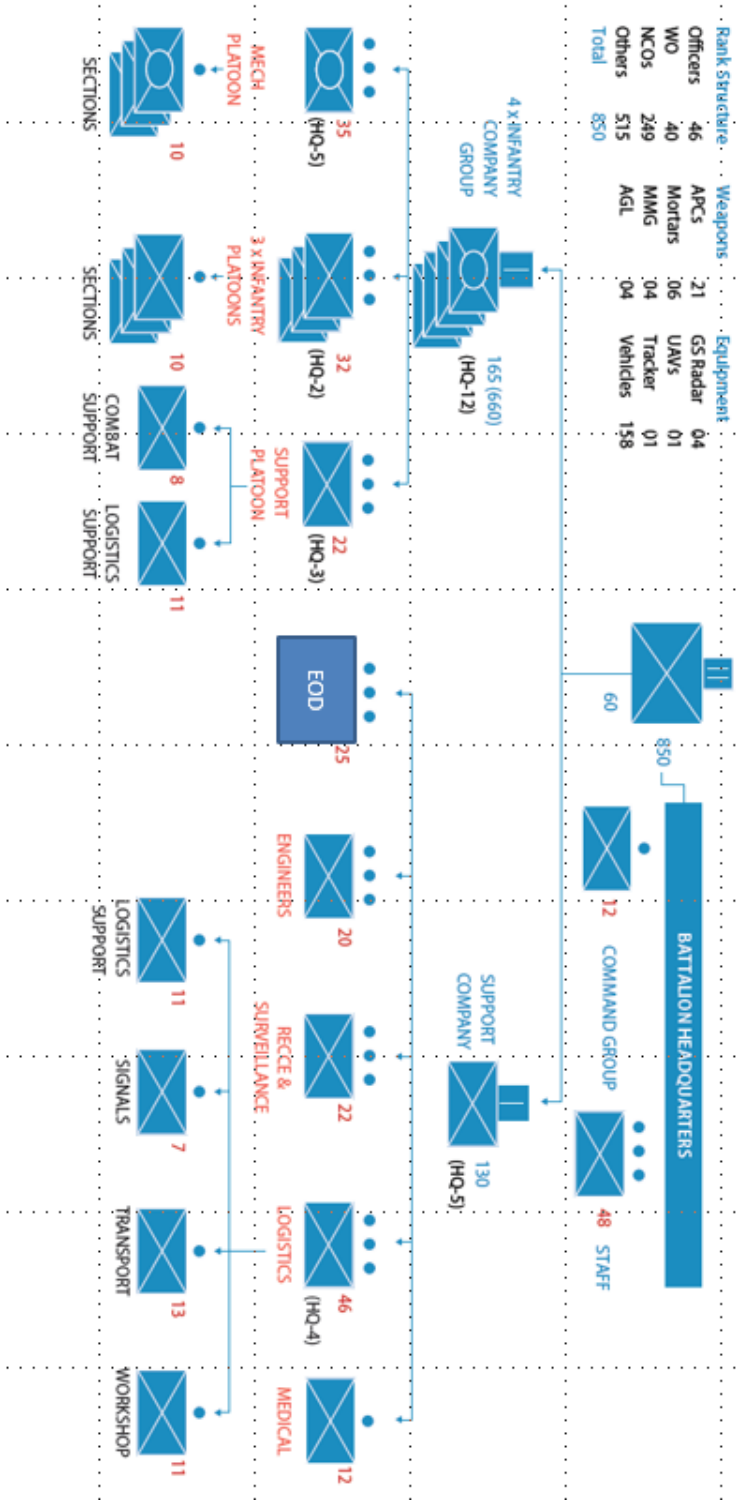 Rank structure Weapons Equipment
Officers 46 APCs 21 GS Radar 04
WO 40 Mortars 06 UAVs 01
NCOs 249 MMG 04 Tracker 01
Others 515 AGL 04 Vehicles 158
Total 850
BATTALION HEADQUARTERS
850
60
12
COMMAND GROUP
48
STAFF
4 x INFANTRY
COMPANY
GROUP
165 (660)
(HQ-12)
SUPPORT
COMPANY
130
(HQ-5)
35
(HQ-5)
MECH
PLATOON
32
(HQ-2)
3 x INFANTRY
PLATOONS
22
(HQ-3)
SUPPORT
PLATOON
EOD
25
20
ENGINEERS
22
RECCE &
SURVEILLANCE
46
(HQ-4)
LOGISTICS
12
MEDICAL
10
SECTIONS
10
SECTIONS
8
COMBAT
SUPPORT
11
LOGISTICS
SUPPORT
11
LOGISTICS
SUPPORT
7
SIGNALS
13
TRANSPORT
11
WORKSHOP